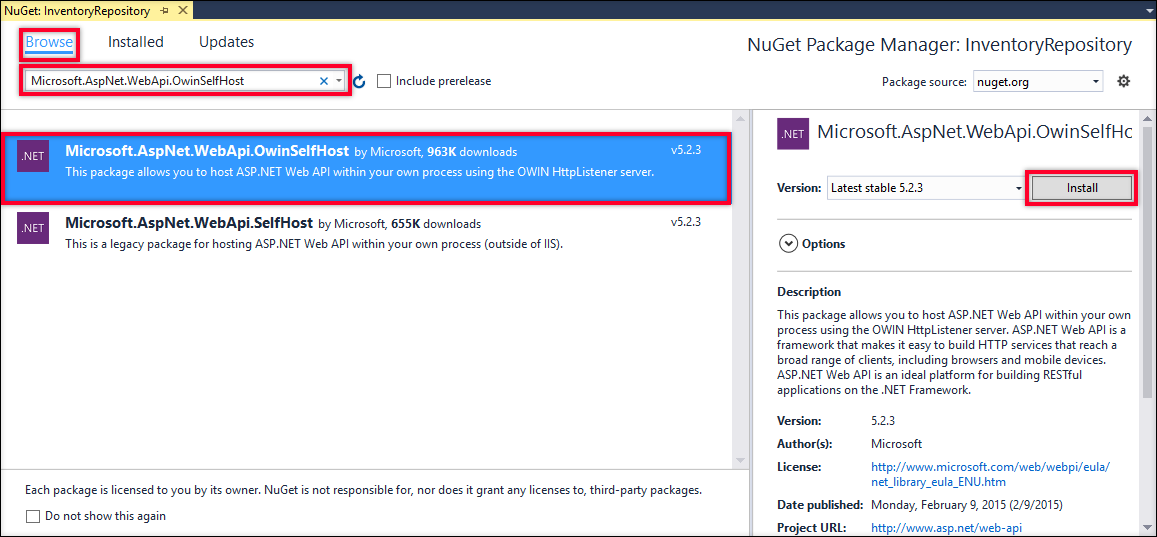 NuGet: InventoryRepository
Browse Installed Updates
NuGet Package Manager: InventoryRepository
Microsoft.AspNet.WebApi.OwinSelfHost
Include prerelease
Package source: nuget.org
.NET Microsoft.AspNet.WebApi.OwinSelfHost by Microsoft, 963K downloads v5.2.3
This package allows you to host ASP.NET Web API within your own process using the OWIN HttpListener server.
.NET Microsoft.AspNet.WebApi.SelfHost by Microsoft, 655K downloads v5.2.3
This is a legacy package for hosting ASP.NET Web API within your own process (outside of IIS).
Each package is licensed to you by its owner. NuGet is not responsible for, nor does it grant any licenses to, third-party packages.
Do not show this again
.NET Microsoft.AspNet.WebApi.OwinSelfHc
Version: Latest stable 5.2.3 Install
Options
Description
This package allows you to host ASP.NET Web API within your own
process using the OWIN HttpListener server. ASP.NET Web API is a
framework that makes it easy to build HTTP services that reach a
broad range of clients, including browsers and mobile devices.
ASP.NET Web API is an ideal platform for building RESTful
applications on the .NET Framework.
Version: 5.2.3
Author(s): Microsoft
License: http://www.microsoft.com/web/webpi/eula/
net_library_eula_ENU.htm
Date published: Monday, February 9, 2015 (2/9/2015)
Project URL: http://www.asp.net/web-api